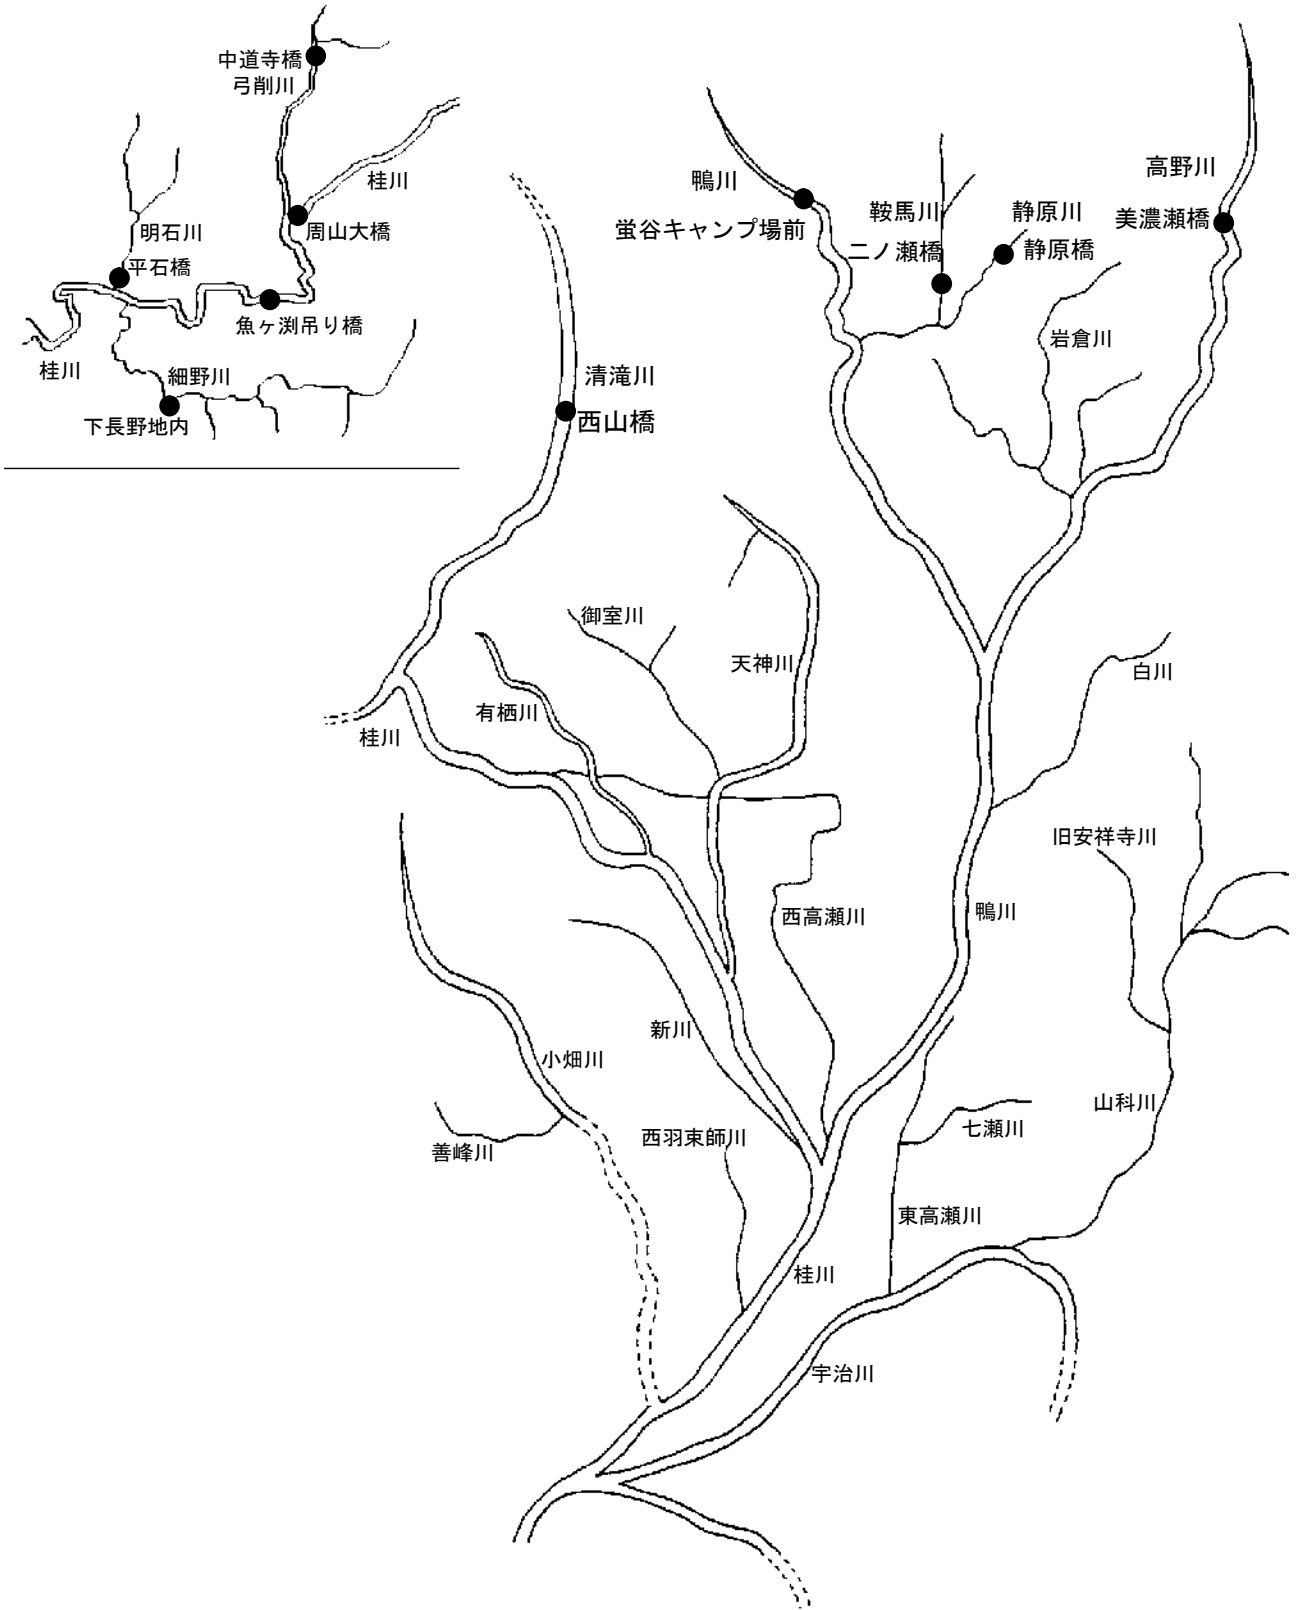 中道寺橋
弓削川
桂川
周山大橋
明石川
平石橋
魚ヶ渕吊り橋
桂川
細野川
下長野地内
鴨川
蛍谷キャンプ場前
鞍馬川
二ノ瀬橋
静原川
静原橋
高野川
美濃瀬橋
岩倉川
清滝川
西山橋
御室川
天神川
有栖川
桂川
白川
旧安祥寺川
西高瀬川
鴨川
新川
小畑川
善峰川
西羽束師川
七瀬川
山科川
東高瀬川
桂川
宇治川